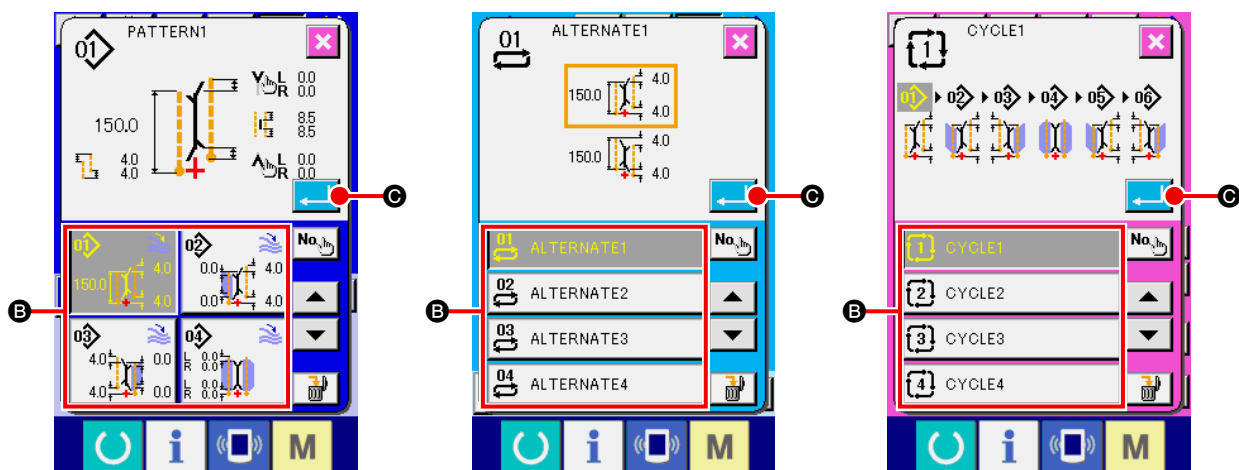 PATTERN1
01
150.0
4.0
4.0
L 0.0
R 0.0
8.5
8.5
L 0.0
R 0.0
C
B
01
150.0
4.0
4.0
02
0.0
4.0
0.0
4.0
No.
03
4.0
0.0
4.0
0.0
04
L 0.0
R 0.0
L 0.0
R 0.0
i
M
ALTERNATE1
01
150.0
4.0
4.0
150.0
4.0
4.0
C
B
01 ALTERNATE1
No.
02 ALTERNATE2
03 ALTERNATE3
04 ALTERNATE4
i
M
CYCLE1
1
01 02 03 04 05 06
C
B
1 CYCLE1
No.
2 CYCLE2
3 CYCLE3
4 CYCLE4
i
M